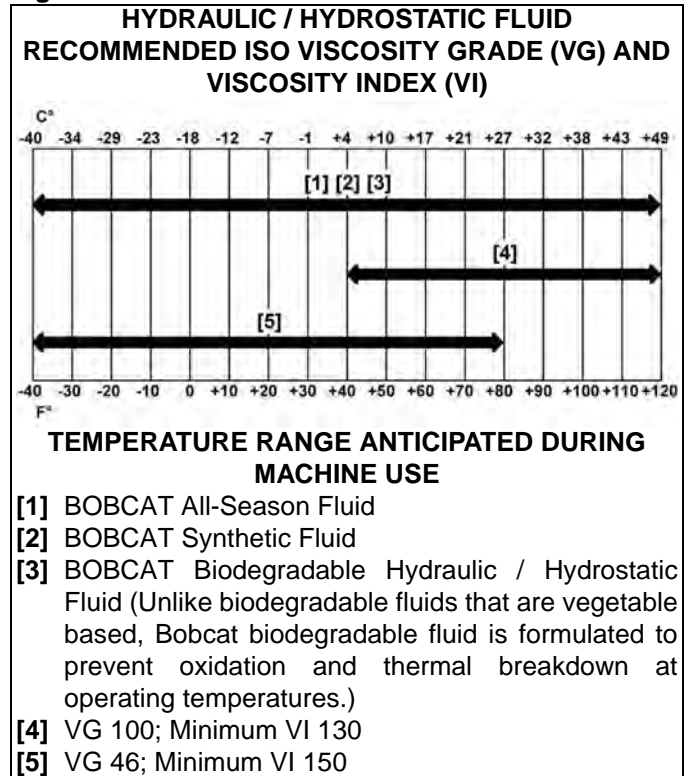 HYDRAULIC / HYDROSTATIC FLUID
RECOMMENDED ISO VISCOSITY GRADE (VG) AND
VISCOSITY INDEX (VI)
C°
-40 -34 -29 -23 -18 -12 -7 -1 +4 +10 +17 +21 +27 +32 +38 +43 +49
[1] [2] [3]
[4]
[5]
-40 -30 -20 -10 0 +10 +20 +30 +40 +50 +60 +70 +80 +90 +100 +110 +120
F°
TEMPERATURE RANGE ANTICIPATED DURING
MACHINE USE
[1] BOBCAT All-Season Fluid
[2] BOBCAT Synthetic Fluid
[3] BOBCAT Biodegradable Hydraulic / Hydrostatic
Fluid (Unlike biodegradable fluids that are vegetable
based, Bobcat biodegradable fluid is formulated to
prevent oxidation and thermal breakdown at
operating temperatures.)
[4] VG 100; Minimum VI 130
[5] VG 46; Minimum VI 150